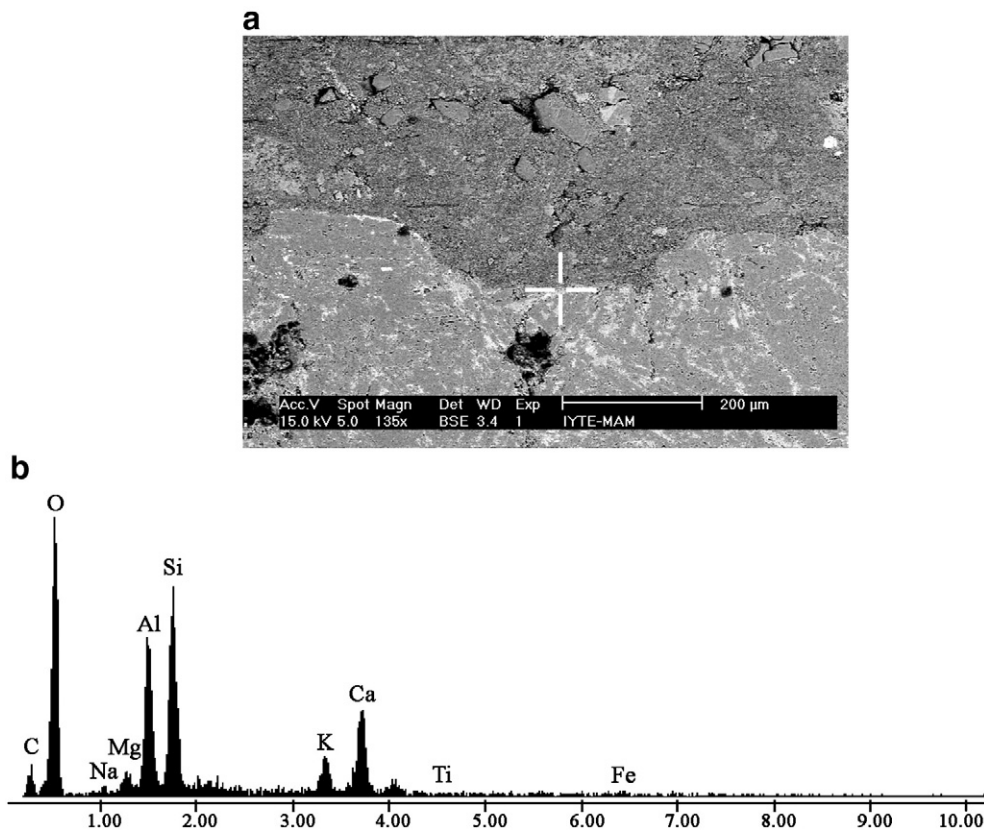 a
Acc.V Spot Magn Det WD Exp 200 µm
15.0 kV 5.0 135x BSE 3.4 1 IYTE-MAM
b
O
Si
Al
Ca
C
Na
Mg
K
Ti
Fe
1.00 2.00 3.00 4.00 5.00 6.00 7.00 8.00 9.00 10.00